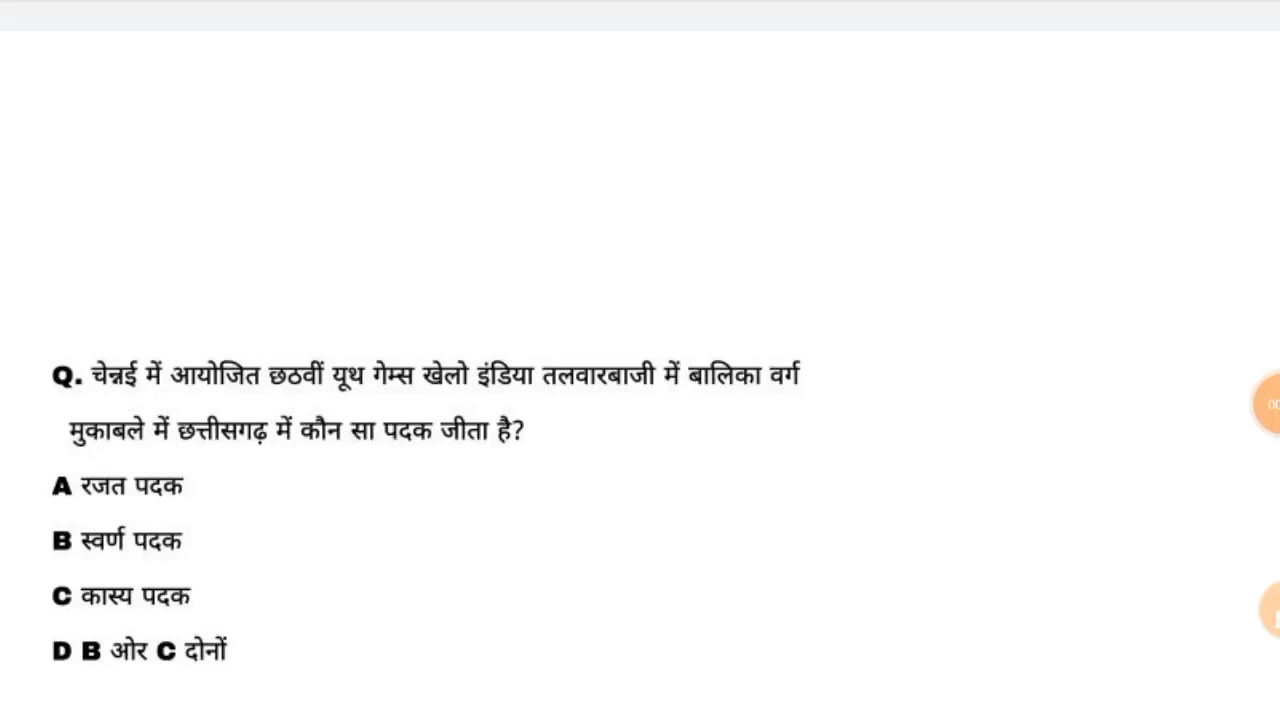 Q. चेन्नई में आयोजित छठवीं यूथ गेम्स खेलो इंडिया तलवारबाजी में बालिका वर्ग
मुकाबले में छत्तीसगढ़ में कौन सा पदक जीता है?
A रजत पदक
B स्वर्ण पदक
C कास्य पदक
D B ओर C दोनों